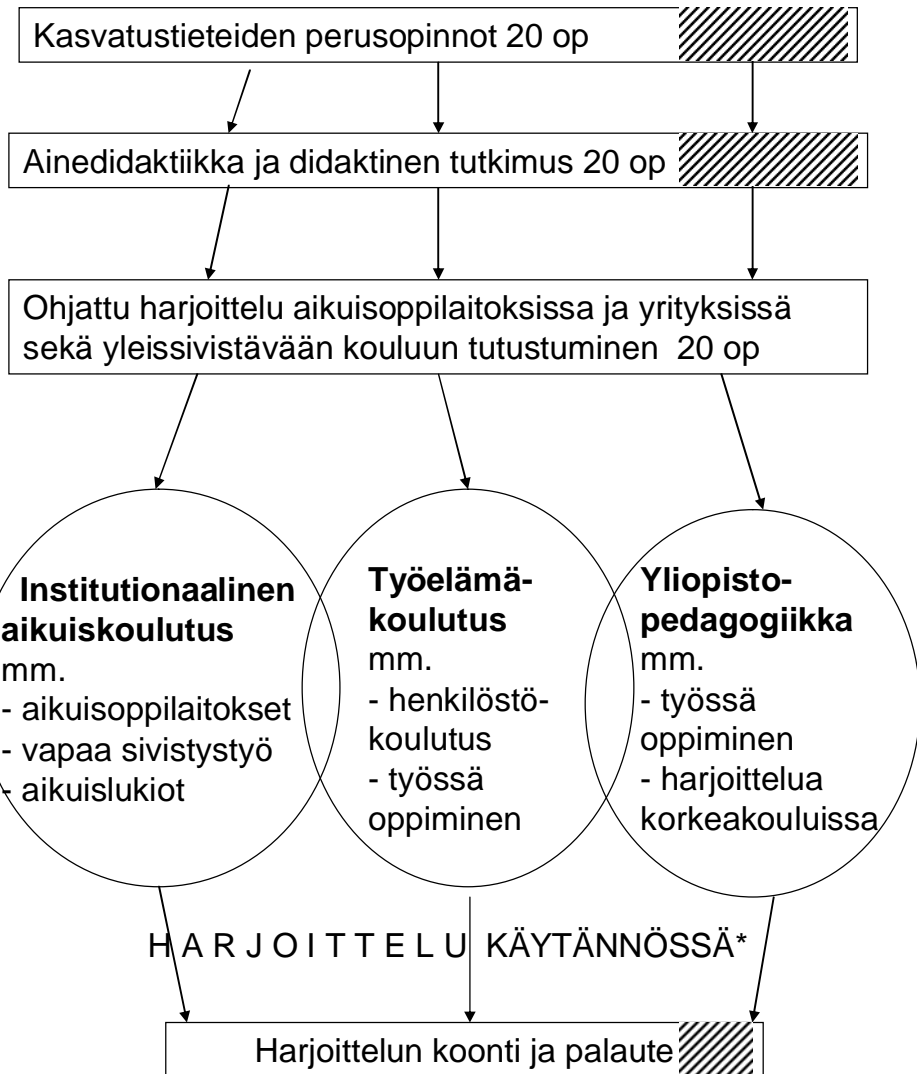 Kasvatustieteiden perusopinnot 20 op
Ainedidaktiikka ja didaktinen tutkimus 20 op
Ohjattu harjoittelu aikuisoppilaitoksissa ja yrityksissä
sekä yleissivistävään kouluun tutustuminen 20 op
Institutionaalinen
aikuiskoulutus
mm.
- aikuisoppilaitokset
- vapaa sivistystyö
- aikuislukiot
Työelämä-
koulutus
mm.
- henkilöstö-
koulutus
- työssä
oppiminen
Yliopisto-
pedagogiikka
mm.
- työssä
oppiminen
- harjoittelua
korkeakouluissa
H A R J O I T T E L U KÄYTÄNNÖSSÄ*
Harjoittelun koonti ja palaute